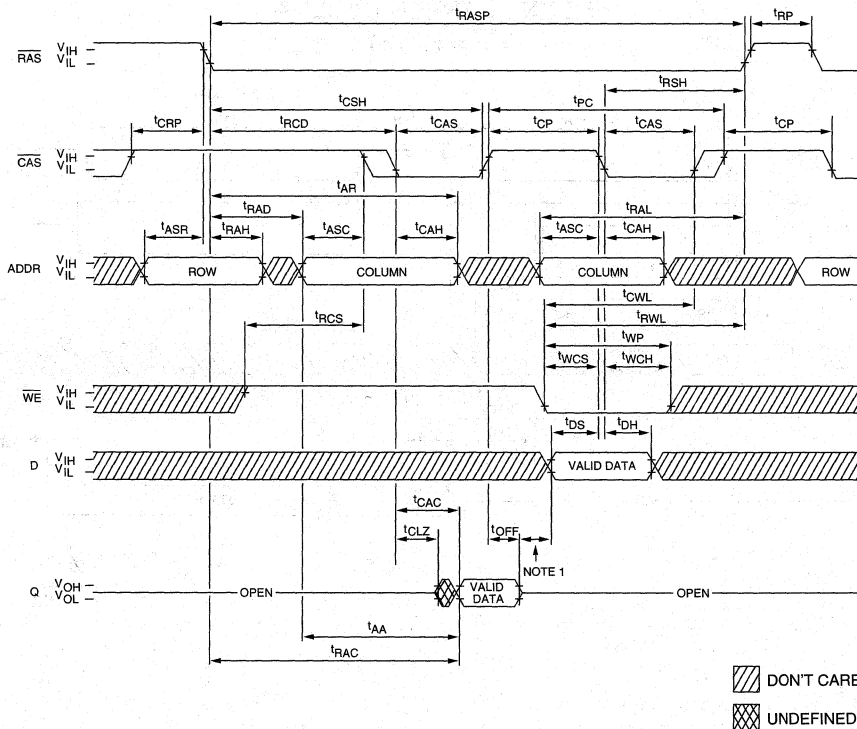 tRASP tRP
RAS VIH
VIL
tRSH
tCSH tPC
tCRP tRCD tCAS tCP tCAS tCP
CAS VIH
VIL
tAR
tRAD tRAL
tASR tRAH tASC tCAH tASC tCAH
ADDR VIH
VIL
ROW COLUMN COLUMN ROW
tCWL
tRCS tRWL
tWP
tWCS tWCH
WE VIH
VIL
tDS tDH
D VIH
VIL
VALID DATA
tCAC
tCLZ tOFF
NOTE 1
Q VOH
VOL
OPEN VALID DATA OPEN
tAA
tRAC
DON'T CARE
UNDEFINED